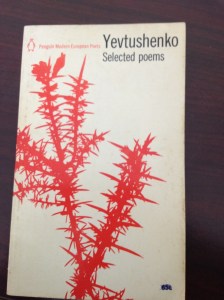 Penguin Modern European Poets
Yevtushenko
Selected poems